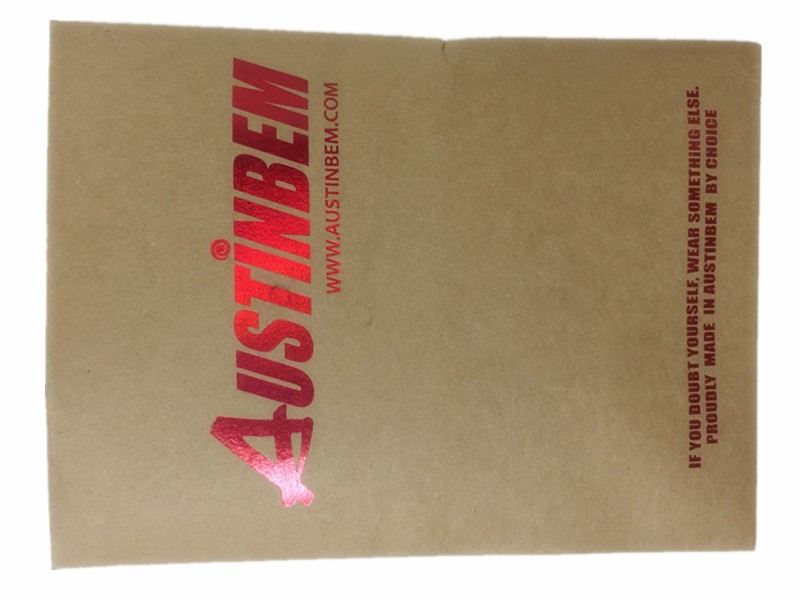 AUSTINBEM
WWW.AUSTINBEM.COM
IF YOU DOUBT YOURSELF, WEAR SOMETHING ELSE.
PROUDLY MADE IN AUSTINBEM BY CHOICE